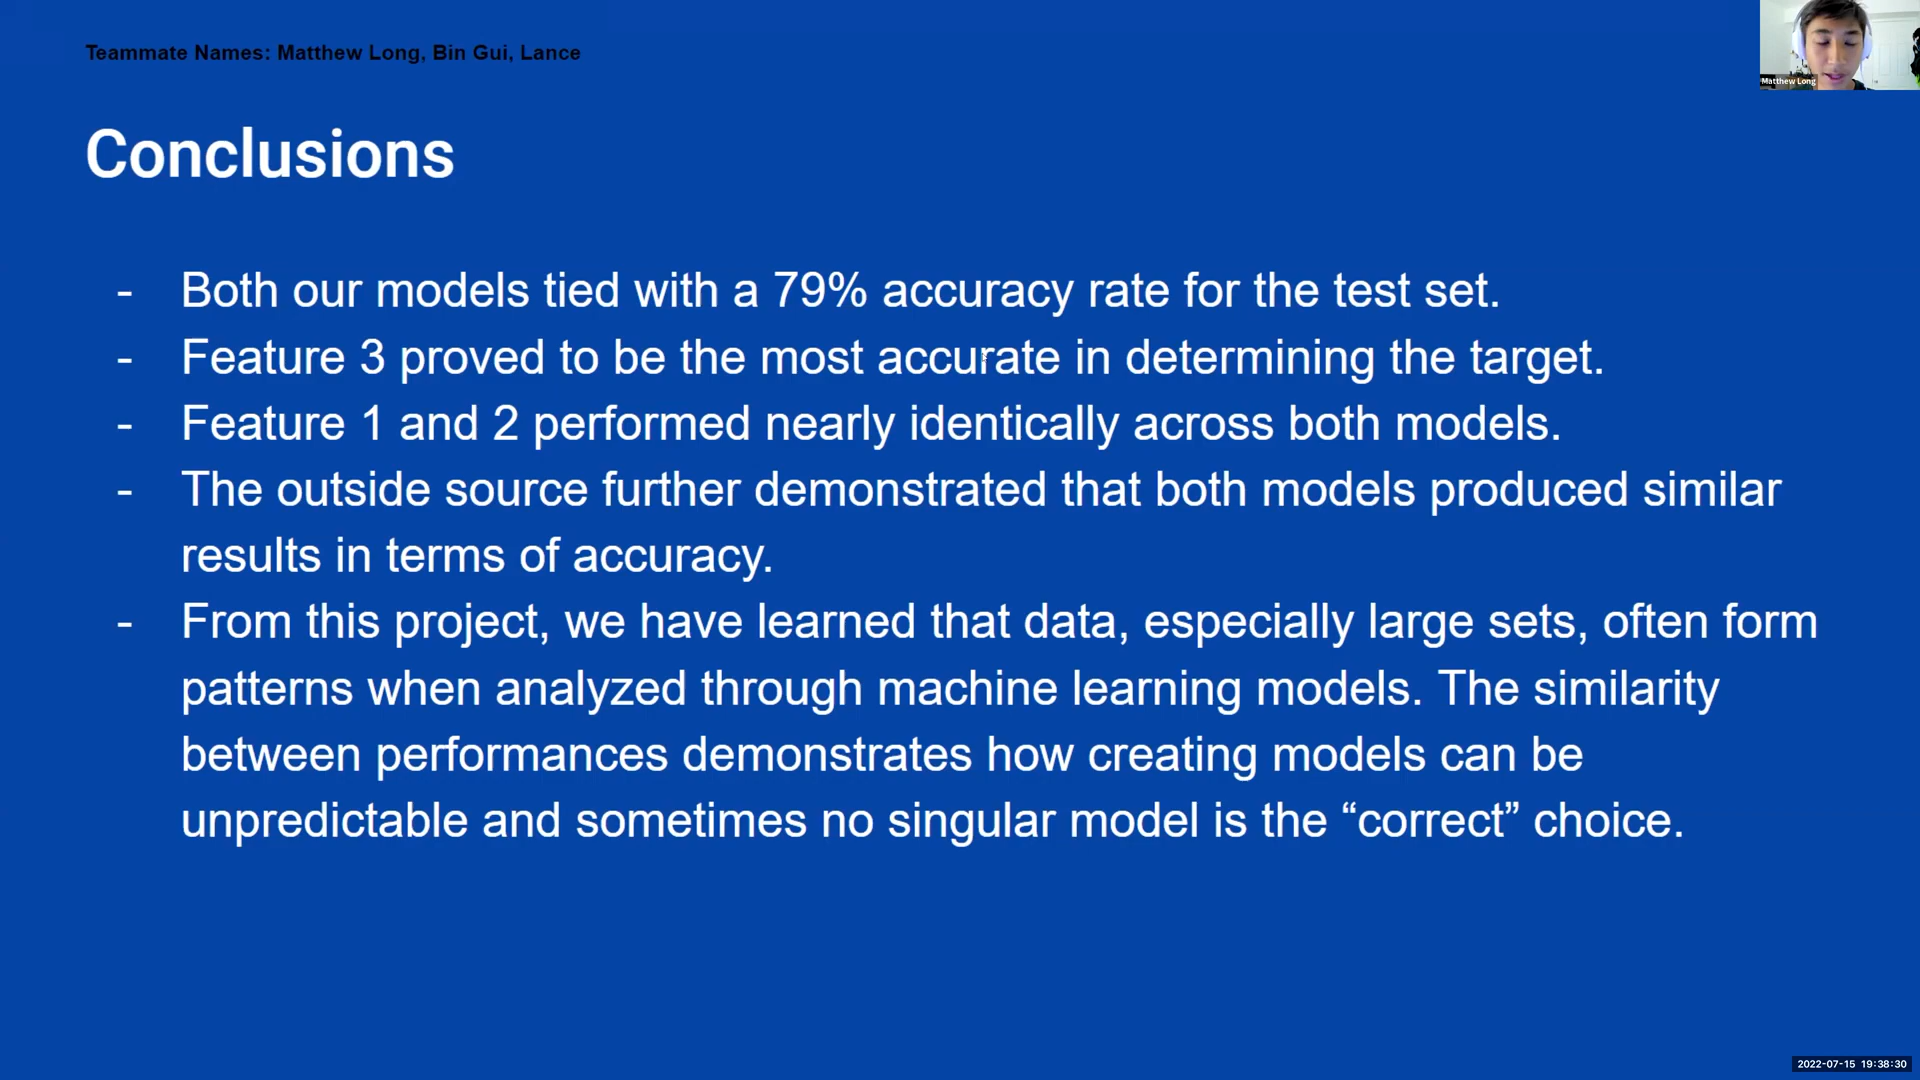 Teammate Names: Matthew Long, Bin Gui, Lance
Matthew Long
Conclusions
- Both our models tied with a 79% accuracy rate for the test set.
- Feature 3 proved to be the most accurate in determining the target.
- Feature 1 and 2 performed nearly identically across both models.
- The outside source further demonstrated that both models produced similar
results in terms of accuracy.
- From this project, we have learned that data, especially large sets, often form
patterns when analyzed through machine learning models. The similarity
between performances demonstrates how creating models can be
unpredictable and sometimes no singular model is the “correct” choice.
2022-07-15 19:38:30